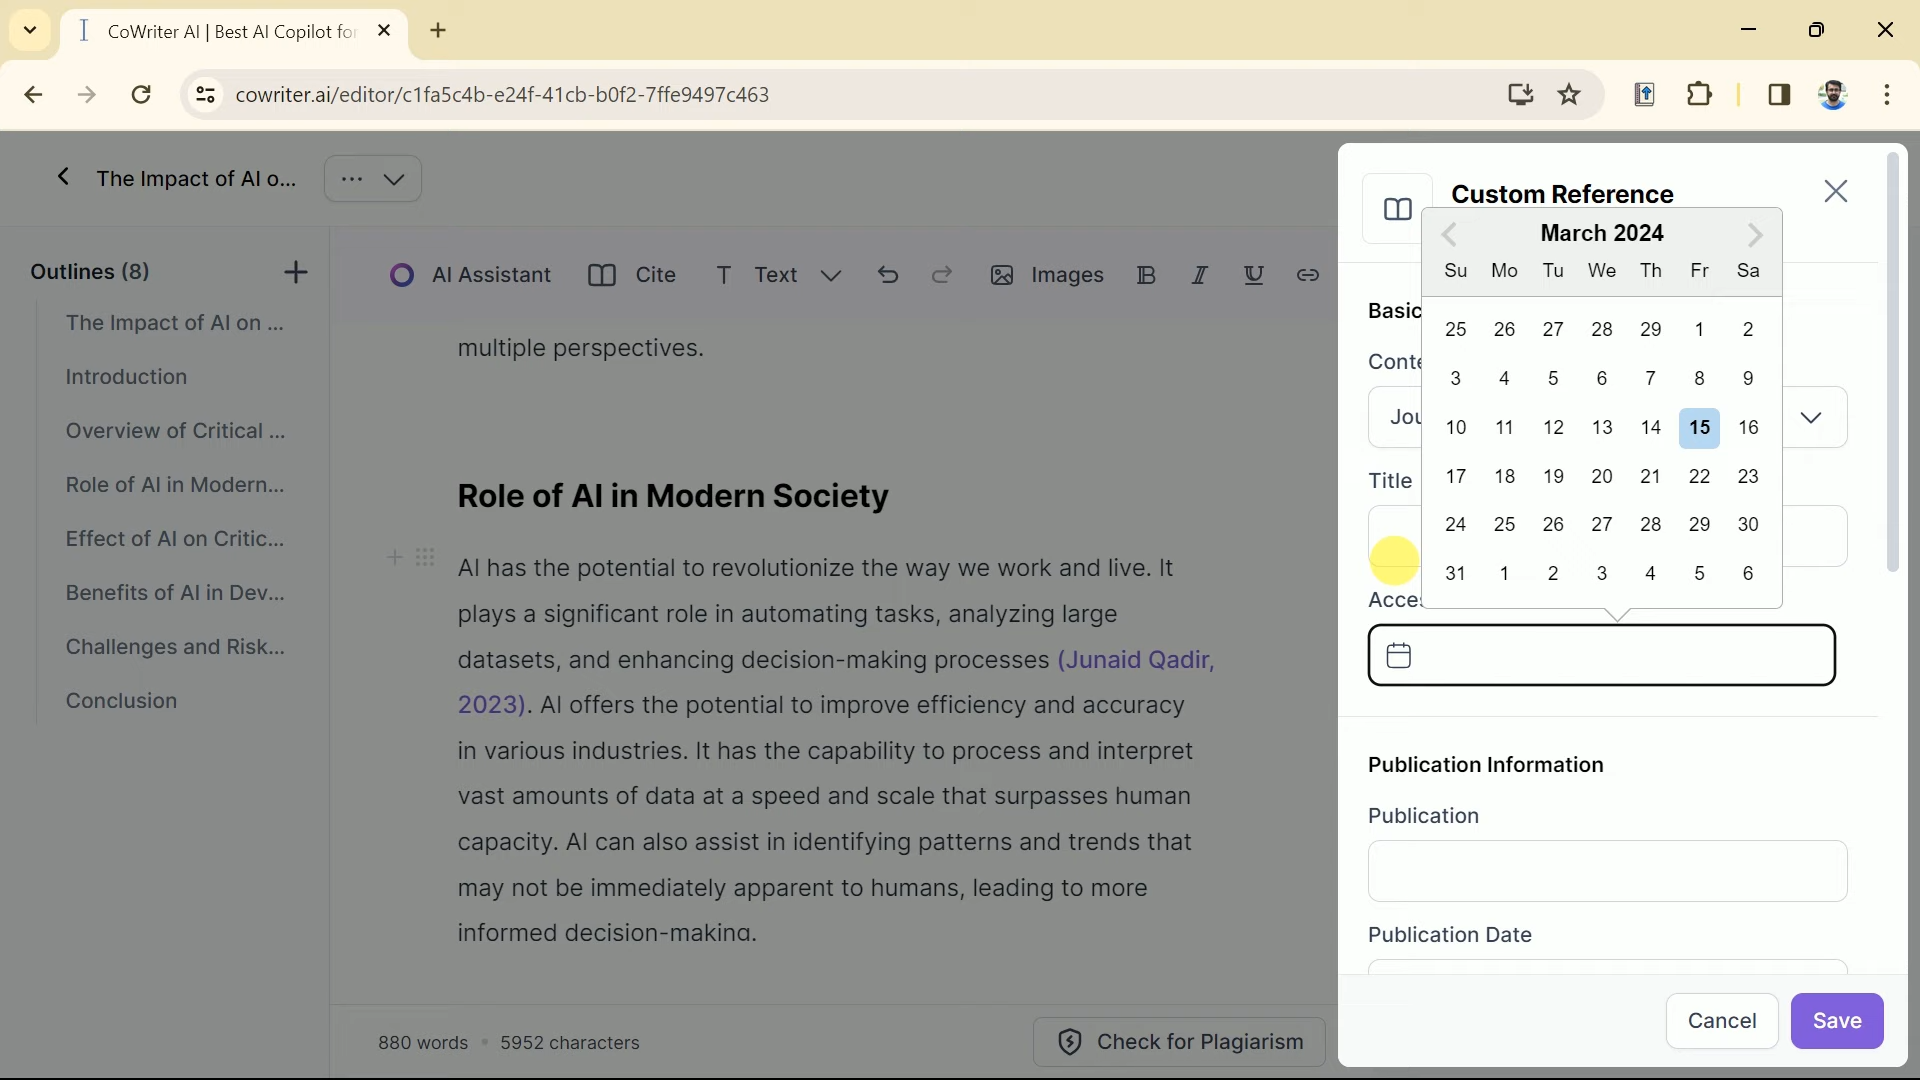 CoWriter AI | Best AI Copilot for
cowriter.ai/editor/c1fa5c4b-e24f-41cb-b0f2-7ffe9497c463
The Impact of AI o...
Outlines (8)
The Impact of AI on ...
Introduction
Overview of Critical ...
Role of AI in Modern...
Effect of AI on Critic...
Benefits of AI in Dev...
Challenges and Risk...
Conclusion
AI Assistant Cite T Text Images B I U
multiple perspectives.
Role of AI in Modern Society
AI has the potential to revolutionize the way we work and live. It
plays a significant role in automating tasks, analyzing large
datasets, and enhancing decision-making processes (Junaid Qadir,
2023). AI offers the potential to improve efficiency and accuracy
in various industries. It has the capability to process and interpret
vast amounts of data at a speed and scale that surpasses human
capacity. AI can also assist in identifying patterns and trends that
may not be immediately apparent to humans, leading to more
informed decision-making.
880 words • 5952 characters
Check for Plagiarism
Custom Reference
March 2024
Su Mo Tu We Th Fr Sa
25 26 27 28 29 1 2
3 4 5 6 7 8 9
10 11 12 13 14 15 16
17 18 19 20 21 22 23
24 25 26 27 28 29 30
31 1 2 3 4 5 6
Basic
Conte
Jou
Title
Acces
Publication Information
Publication
Publication Date
Cancel
Save